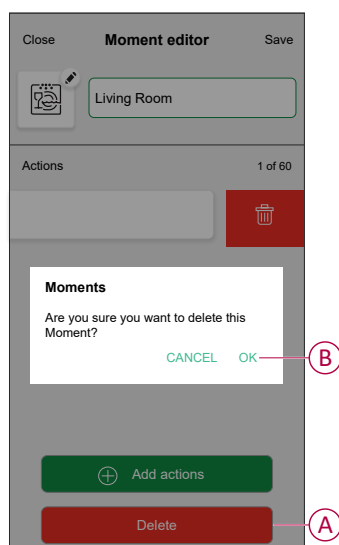 Close Moment editor Save
Living Room
Actions 1 of 60
Moments
Are you sure you want to delete this
Moment?
CANCEL OK
B
Add actions
Delete
A